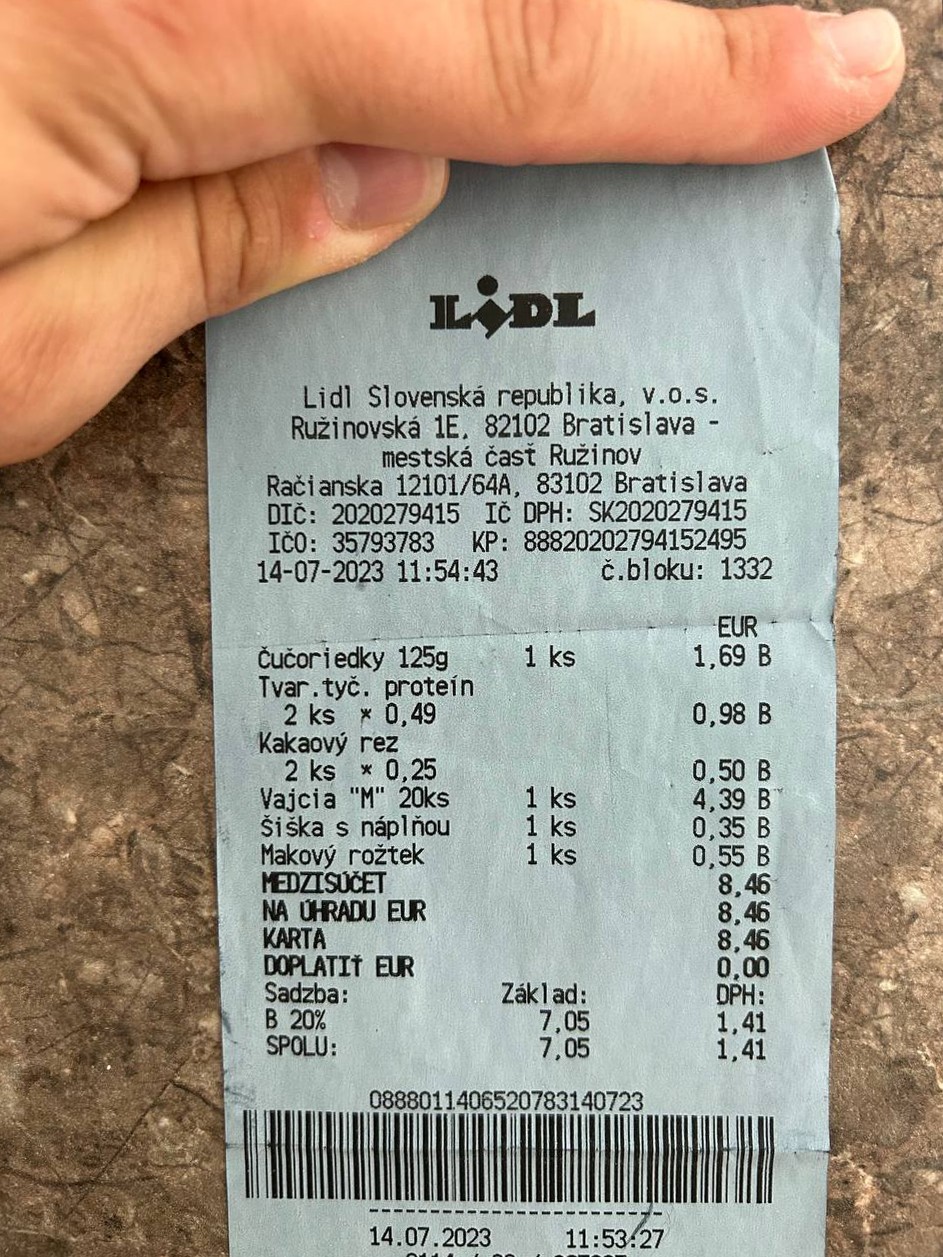 LIDL
Lidl Slovenská republika, v.o.s.
Ružinovská 1E, 82102 Bratislava -
mestská časť Ružinov
Račianska 12101/64A, 83102 Bratislava
DIČ: 2020279415 IČ DPH: SK2020279415
IČO: 35793783 KP: 88820202794152495
14-07-2023 11:54:43 č.bloku: 1332
EUR
Čučoriedky 125g 1 ks 1,69 B
Tvar.tyč. proteín
2 ks * 0,49 0,98 B
Kakaový rez
2 ks * 0,25 0,50 B
Vajcia "M" 20ks 1 ks 4,39 B
Šiška s náplňou 1 ks 0,35 B
Makový rožtek 1 ks 0,55 B
MEDZISÚČET 8,46
NA ÚHRADU EUR 8,46
KARTA 8,46
DOPLATIŤ EUR 0,00
Sadzba: Základ: DPH:
B 20% 7,05 1,41
SPOLU: 7,05 1,41
0888011406520783140723
14.07.2023 11:53:27